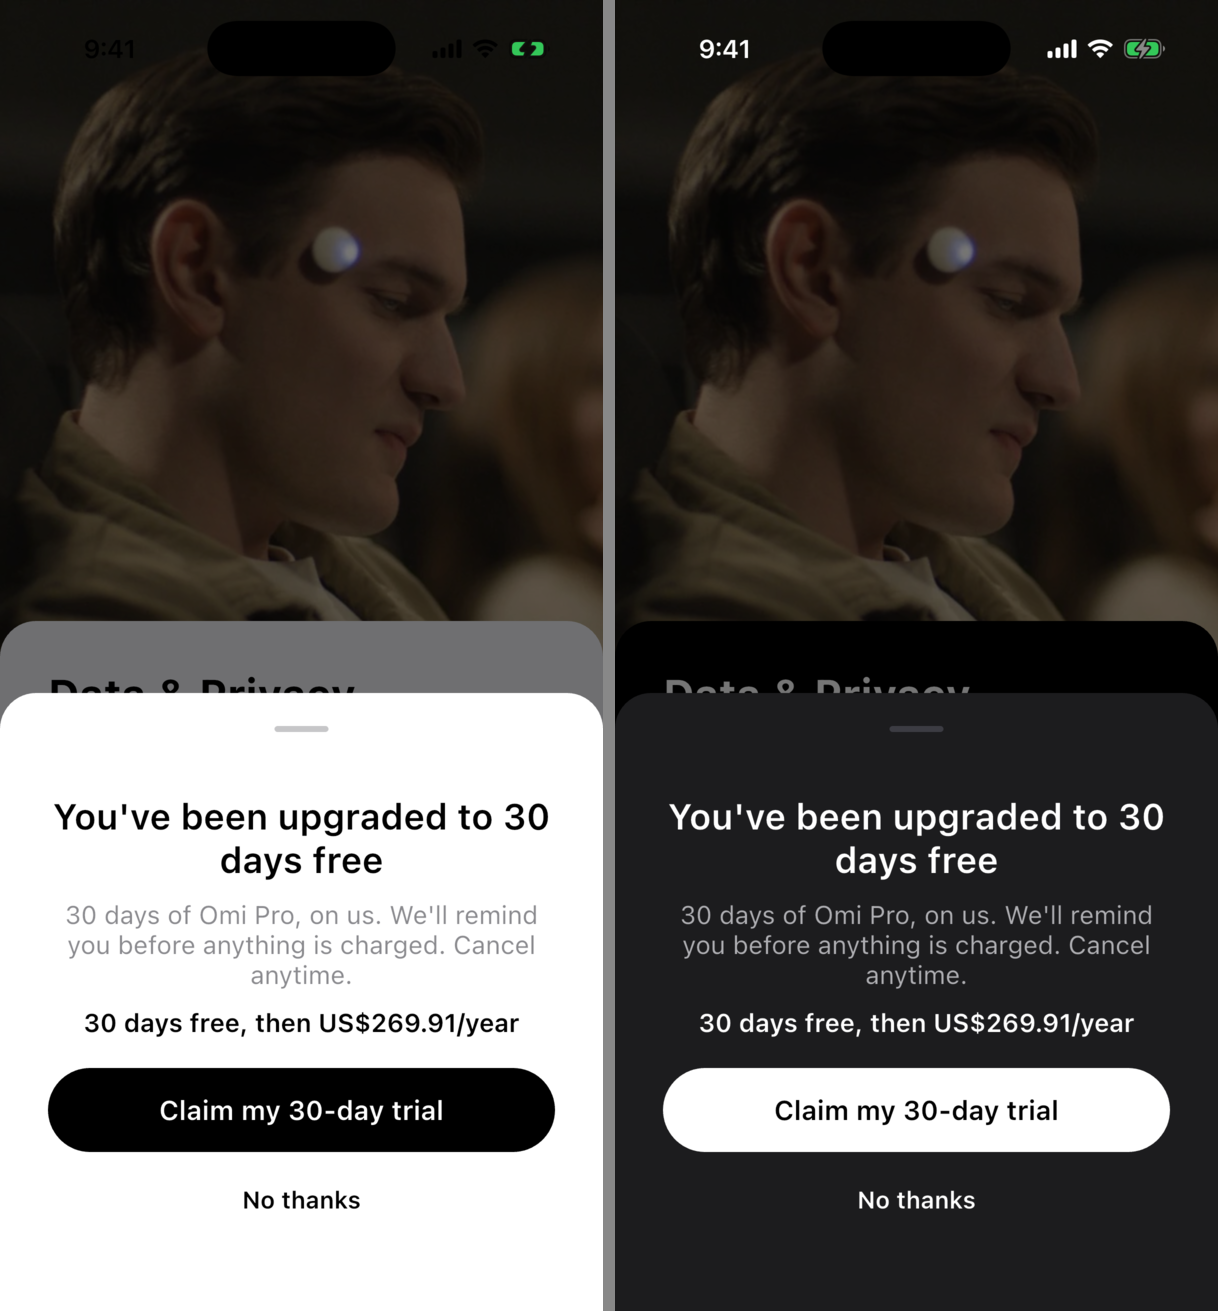 9:41
Data & Privacy
You've been upgraded to 30
days free
30 days of Omi Pro, on us. We'll remind
you before anything is charged. Cancel
anytime.
30 days free, then US$269.91/year
Claim my 30-day trial
No thanks
9:41
Data & Privacy
You've been upgraded to 30
days free
30 days of Omi Pro, on us. We'll remind
you before anything is charged. Cancel
anytime.
30 days free, then US$269.91/year
Claim my 30-day trial
No thanks